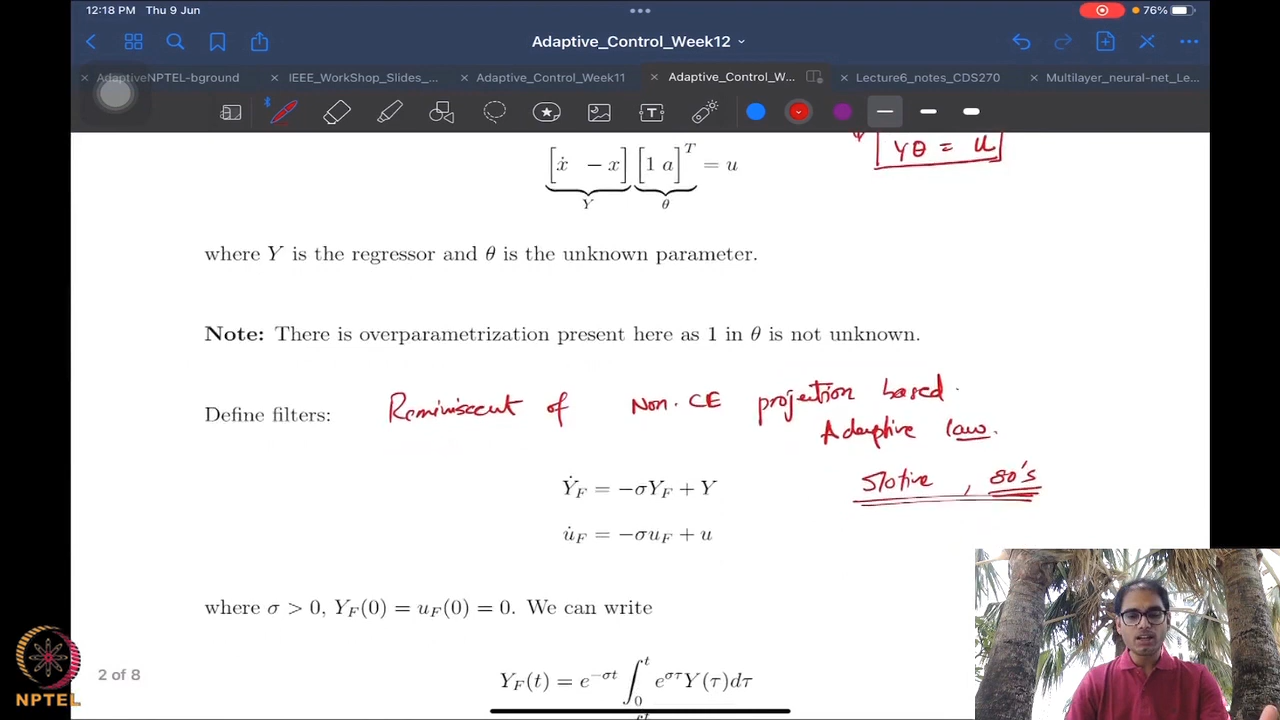 12:18 PM Thu 9 Jun
76%
Adaptive_Control_Week12
AdaptiveNPTEL-bground
IEEE_WorkShop_Slides_...
Adaptive_Control_Week11
Adaptive_Control_W...
Lecture6_notes_CDS270
Multilayer_neural-net_Le...
[ẋ −x] [1 a]^T = u
Yθ = u
Y θ
where Y is the regressor and θ is the unknown parameter.
Note: There is overparametrization present here as 1 in θ is not unknown.
Define filters:
Reminiscent of Non-CE projection based
Adaptive law.
Slotine, 80's
Ẏ_F = −σY_F + Y
u̇_F = −σu_F + u
where σ > 0, Y_F(0) = u_F(0) = 0. We can write
Y_F(t) = e^{−σt} ∫_0^t e^{στ} Y(τ)dτ
2 of 8
NPTEL